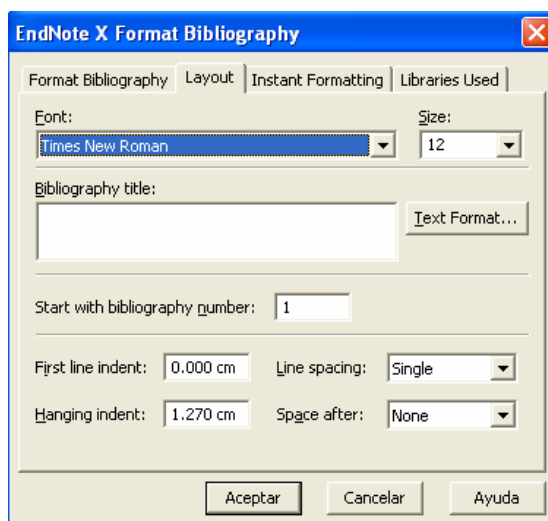 EndNote X Format Bibliography
Format Bibliography Layout Instant Formatting Libraries Used
Font: Size:
Times New Roman 12
Bibliography title:
Text Format...
Start with bibliography number: 1
First line indent: 0.000 cm Line spacing: Single
Hanging indent: 1.270 cm Space after: None
Aceptar Cancelar Ayuda